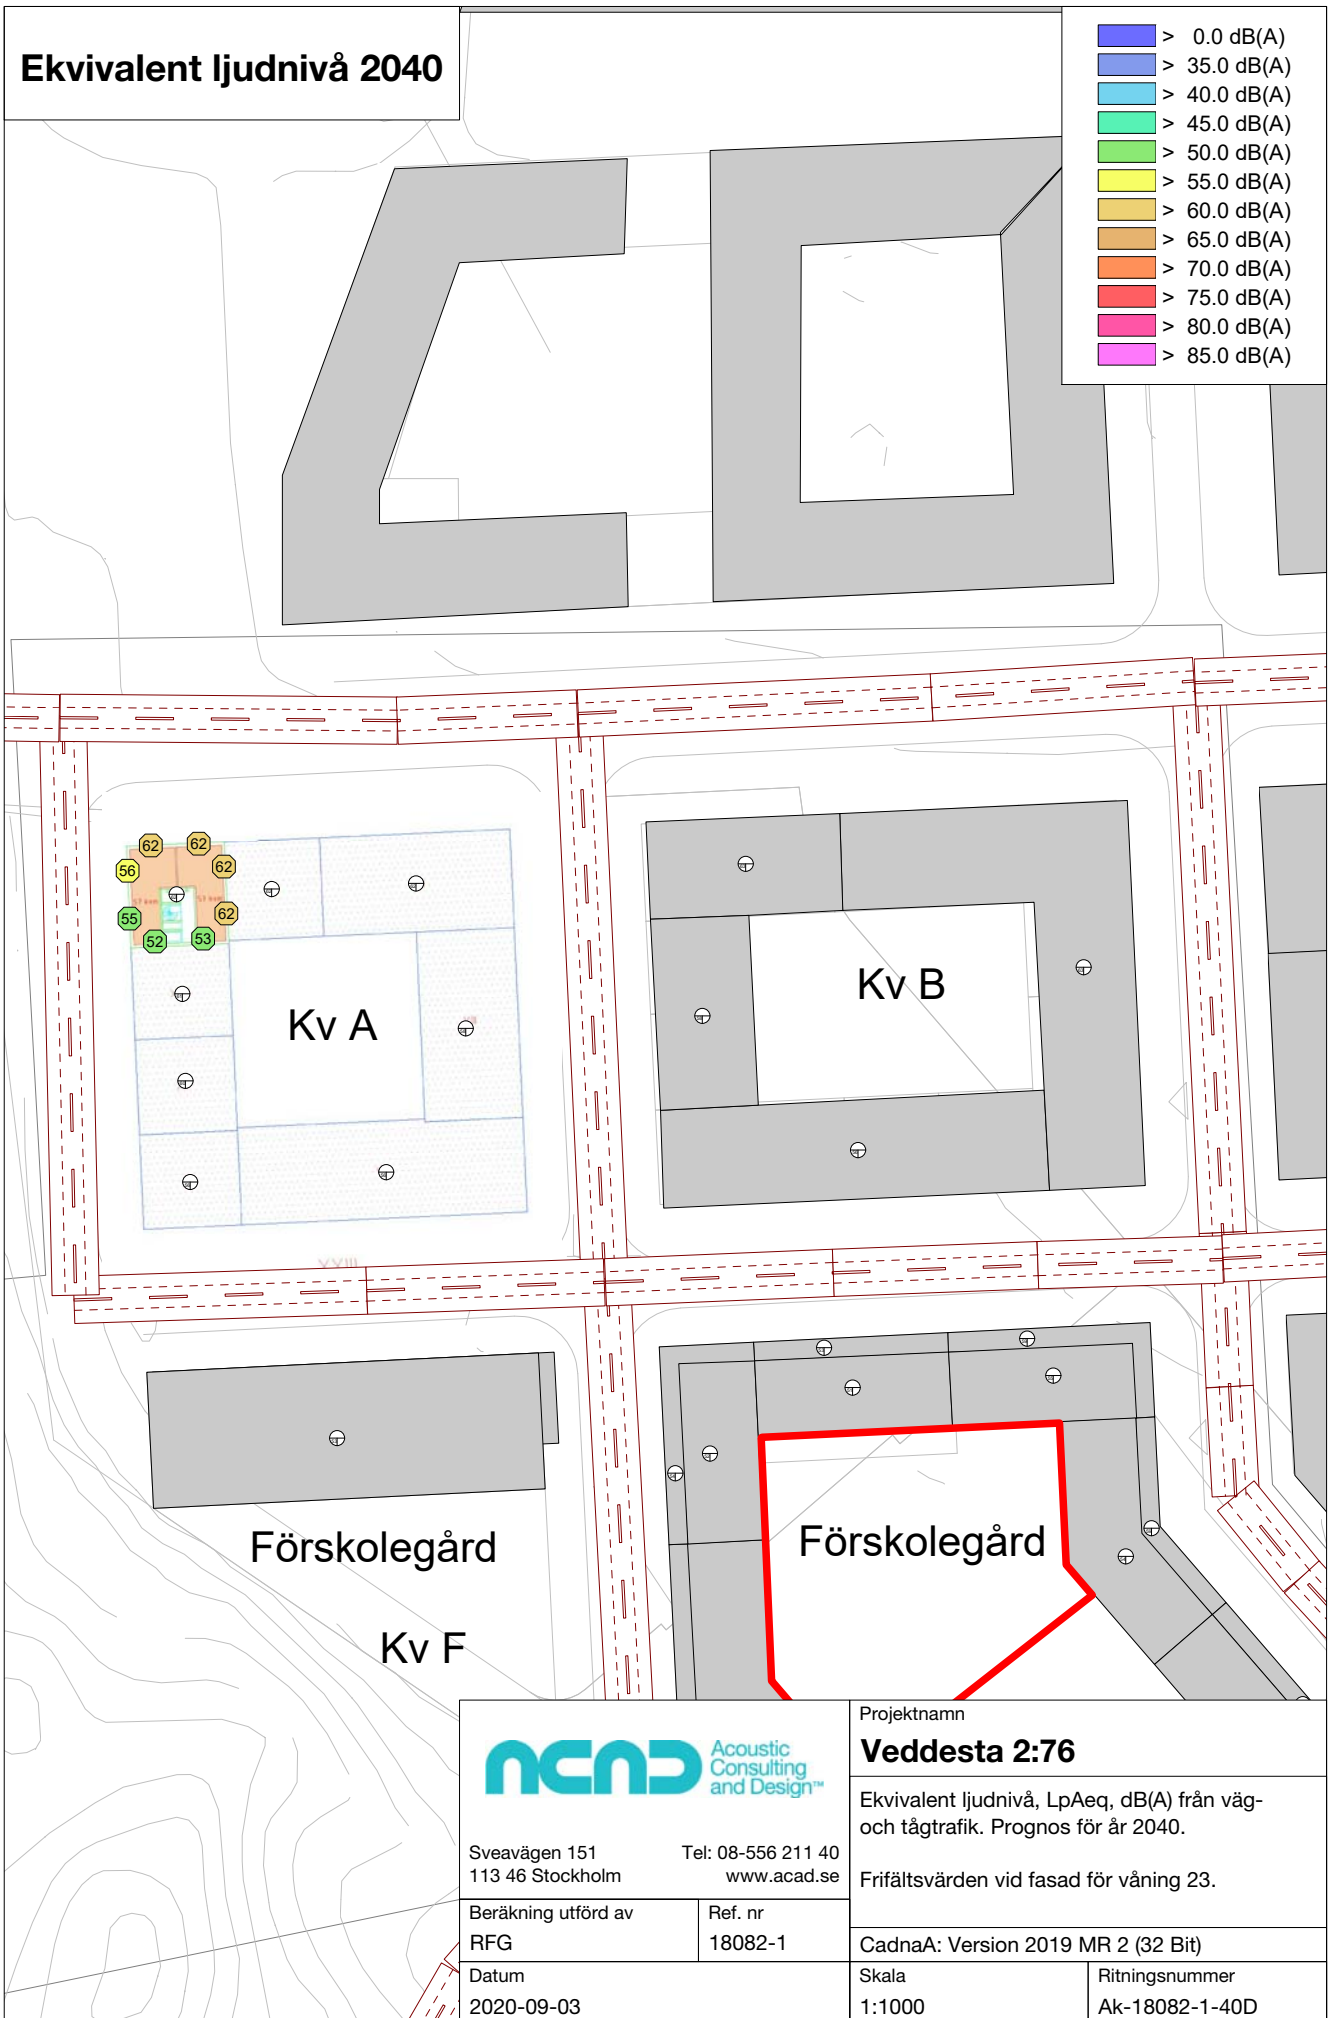 Ekvivalent ljudnivå 2040
> 0.0 dB(A)
> 35.0 dB(A)
> 40.0 dB(A)
> 45.0 dB(A)
> 50.0 dB(A)
> 55.0 dB(A)
> 60.0 dB(A)
> 65.0 dB(A)
> 70.0 dB(A)
> 75.0 dB(A)
> 80.0 dB(A)
> 85.0 dB(A)
62
62
56
62
55
62
52
53
Kv A
Kv B
XXIII
Förskolegård
Förskolegård
Kv F
ACAD
Acoustic
Consulting
and Design™
Sveavägen 151
113 46 Stockholm
Tel: 08-556 211 40
www.acad.se
Beräkning utförd av
RFG
Ref. nr
18082-1
Datum
2020-09-03
Projektnamn
Veddesta 2:76
Ekvivalent ljudnivå, LpAeq, dB(A) från väg-
och tågtrafik. Prognos för år 2040.
Frifältsvärden vid fasad för våning 23.
CadnaA: Version 2019 MR 2 (32 Bit)
Skala
1:1000
Ritningsnummer
Ak-18082-1-40D